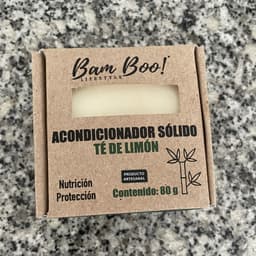 Bam Boo!
LIFESTYLE
ACONDICIONADOR SÓLIDO
TÉ DE LIMÓN
PRODUCTO
ARTESANAL
Nutrición
Protección
Contenido: 80 g